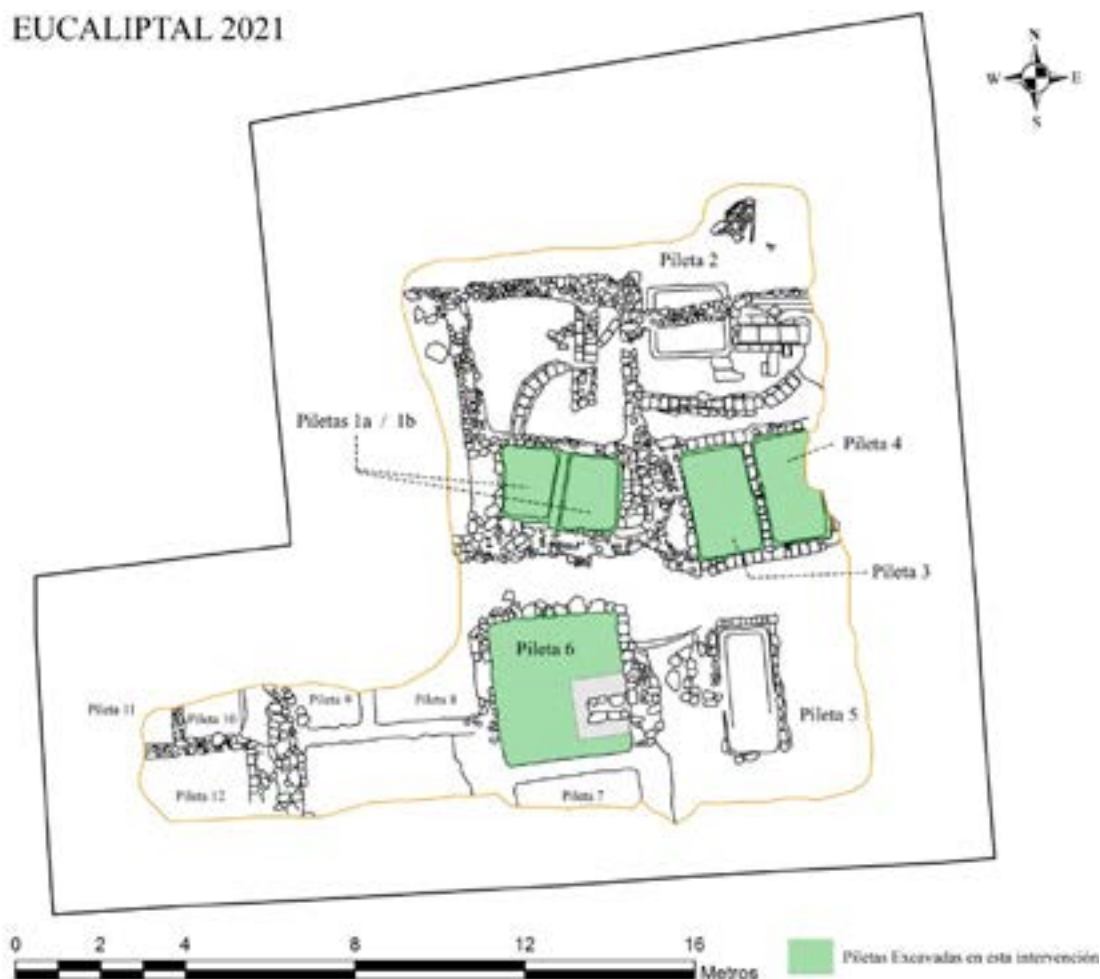 EUCALIPTAL 2021
N
W E
S
Pileta 2
Piletas 1a / 1b
Pileta 4
Pileta 3
Pileta 6
Pileta 11
Pileta 10
Pileta 9
Pileta 8
Pileta 5
Pileta 12
Pileta 7
0 2 4 8 12 16
Metros
Piletas Excavadas en esta intervención